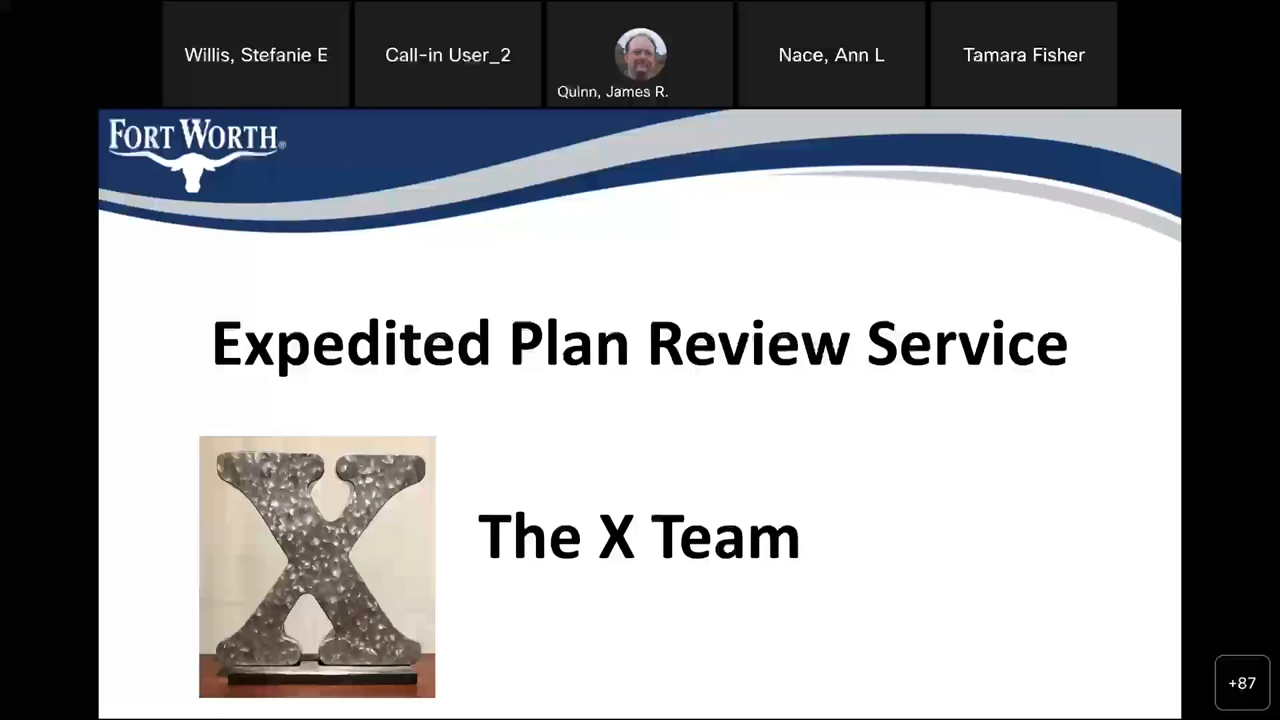 Willis, Stefanie E
Call-in User_2
Quinn, James R.
Nace, Ann L
Tamara Fisher
FORT WORTH®
Expedited Plan Review Service
X
The X Team
+87